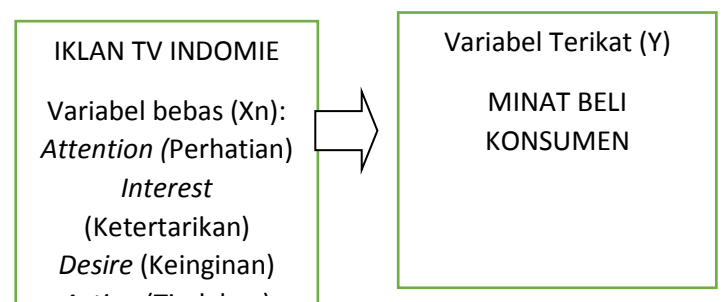 IKLAN TV INDOMIE
Variabel bebas (Xn):
Attention (Perhatian)
Interest
(Ketertarikan)
Desire (Keinginan)
Variabel Terikat (Y)
MINAT BELI
KONSUMEN